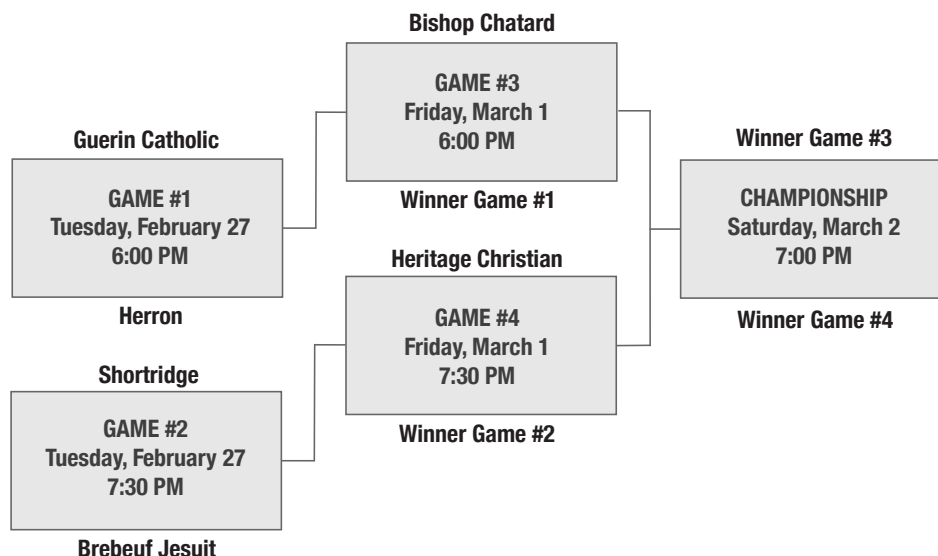 Guerin Catholic
GAME #1
Tuesday, February 27
6:00 PM
Herron
Shortridge
GAME #2
Tuesday, February 27
7:30 PM
Brebeuf Jesuit
Bishop Chatard
GAME #3
Friday, March 1
6:00 PM
Winner Game #1
Heritage Christian
GAME #4
Friday, March 1
7:30 PM
Winner Game #2
Winner Game #3
CHAMPIONSHIP
Saturday, March 2
7:00 PM
Winner Game #4